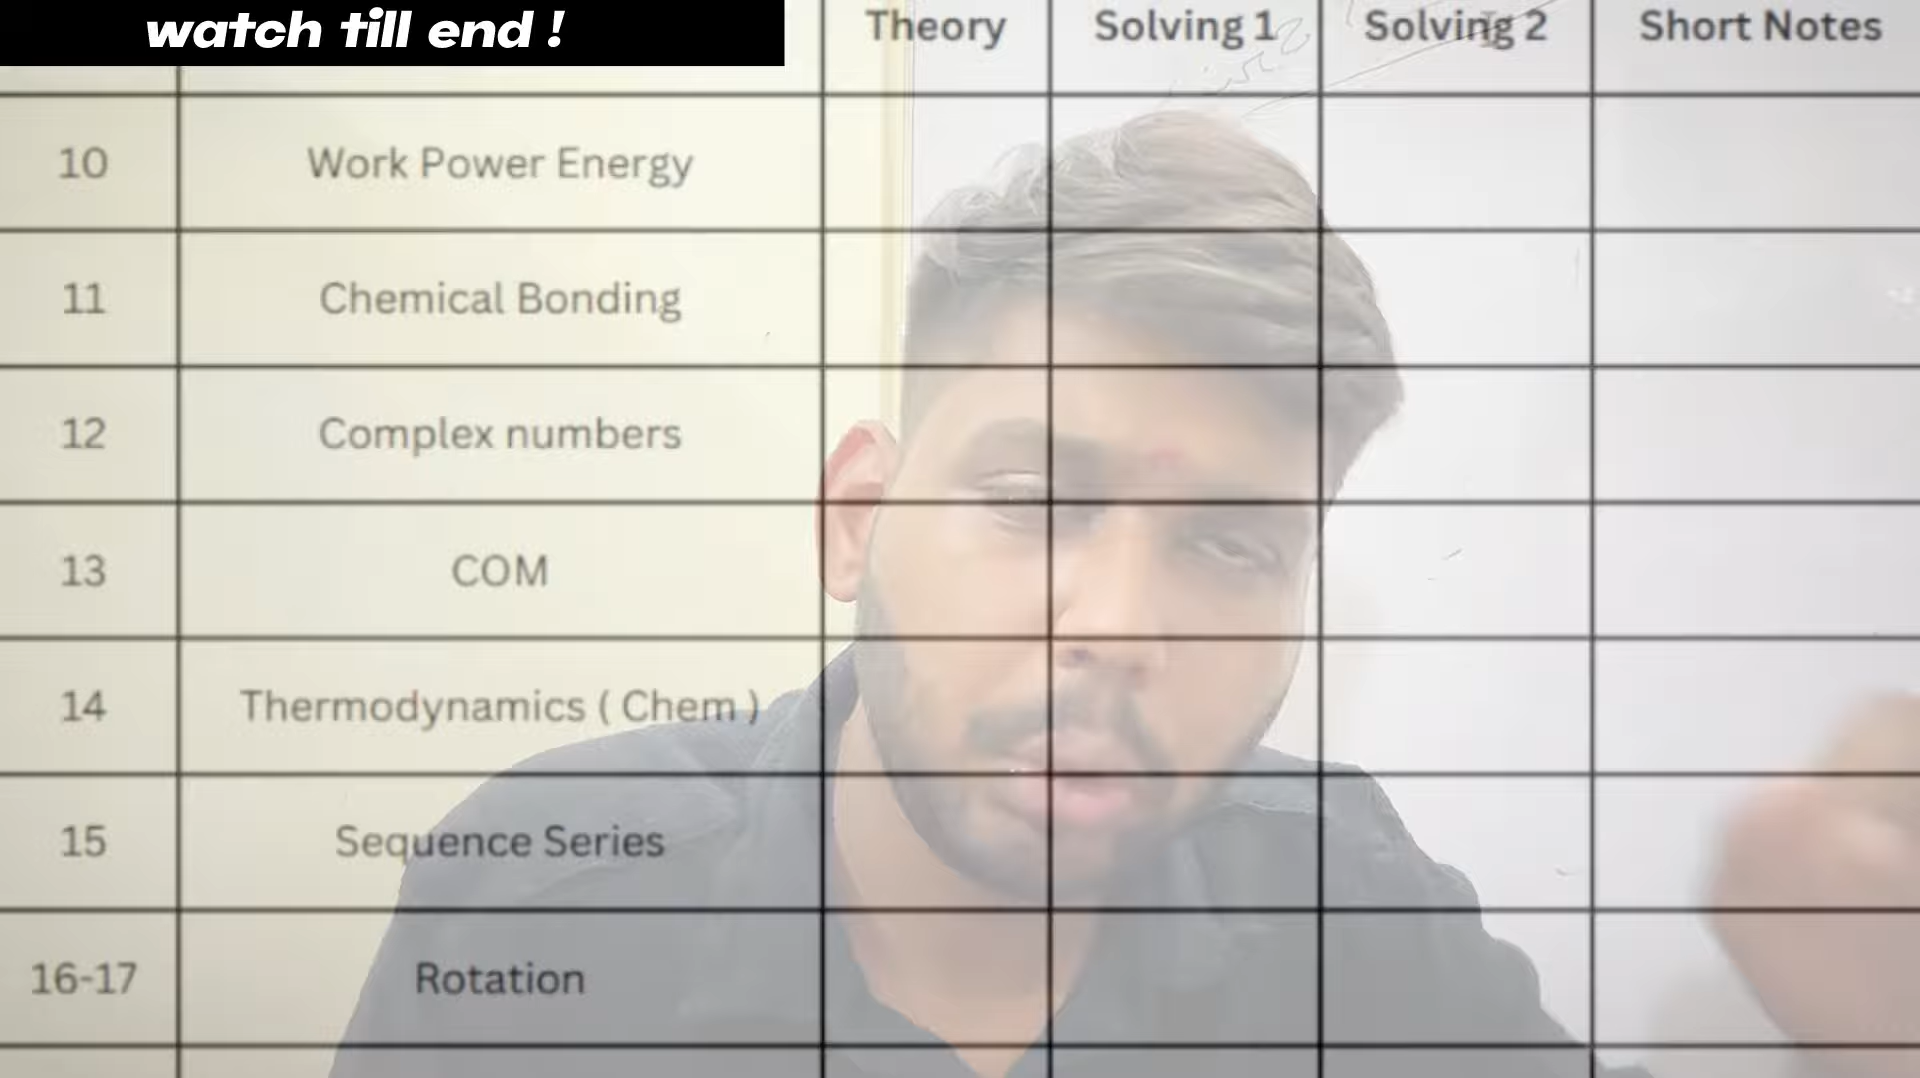 watch till end !
Theory Solving 1 Solving 2 Short Notes
10 Work Power Energy
11 Chemical Bonding
12 Complex numbers
13 COM
14 Thermodynamics ( Chem )
15 Sequence Series
16-17 Rotation